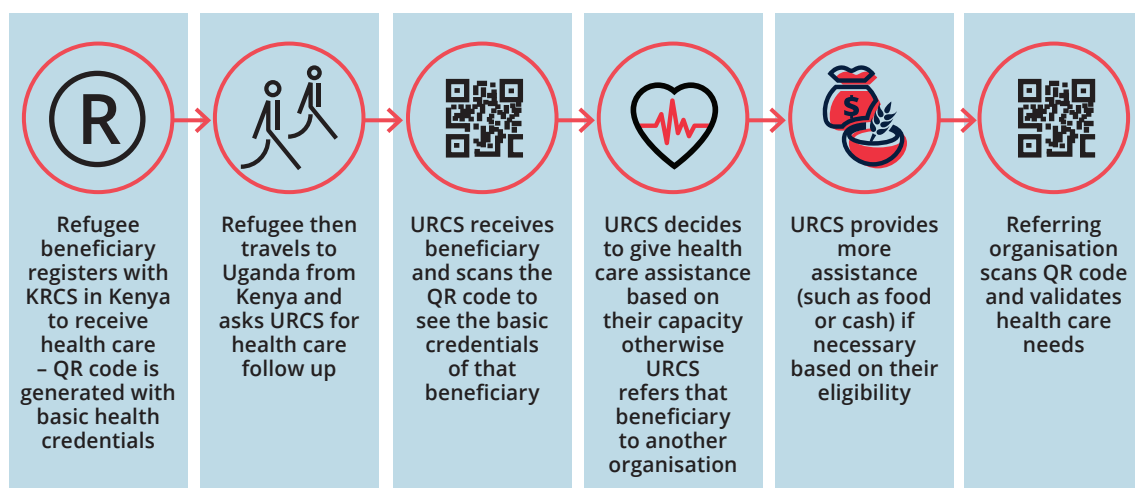 R
Refugee
beneficiary
registers with
KRCS in Kenya
to receive
health care
– QR code is
generated with
basic health
credentials
Refugee then
travels to
Uganda from
Kenya and
asks URCS for
health care
follow up
URCS receives
beneficiary
and scans the
QR code to
see the basic
credentials
of that
beneficiary
URCS decides
to give health
care assistance
based on
their capacity
otherwise
URCS
refers that
beneficiary
to another
organisation
$
URCS provides
more
assistance
(such as food
or cash) if
necessary
based on their
eligibility
Referring
organisation
scans QR code
and validates
health care
needs